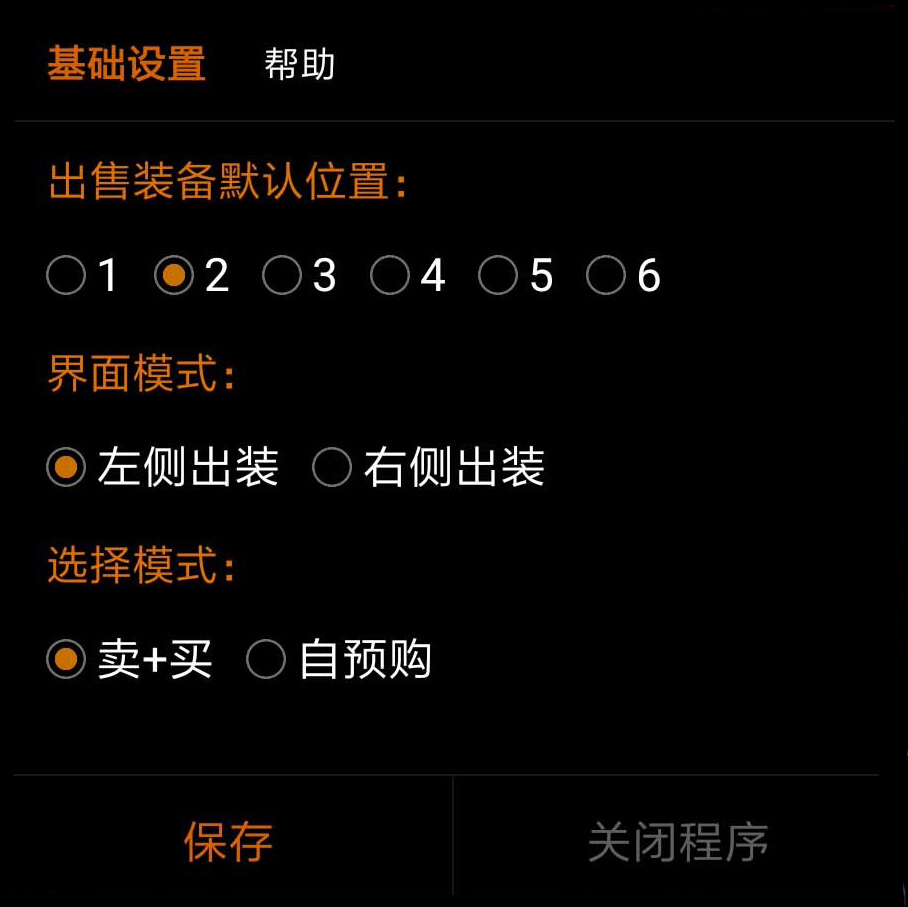 基础设置 帮助
出售装备默认位置：
1 2 3 4 5 6
界面模式：
左侧出装 右侧出装
选择模式：
卖+买 自预购
保存 关闭程序